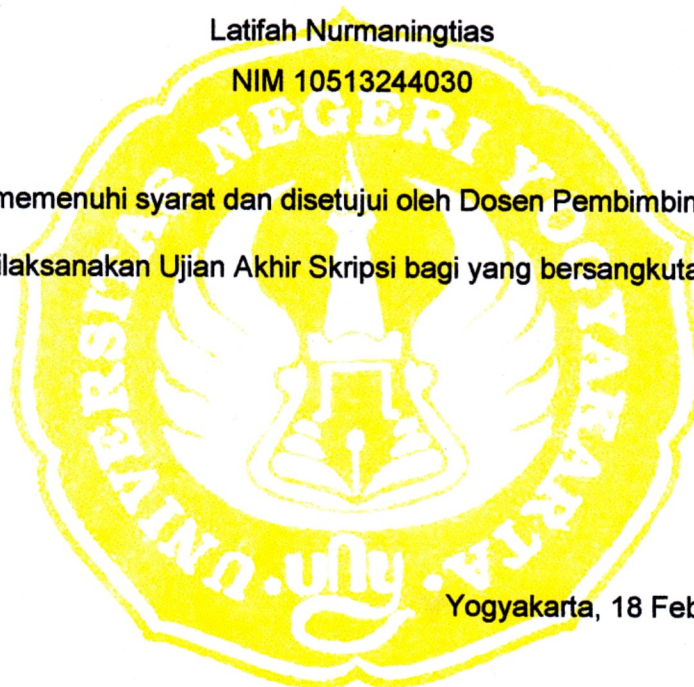 Latifah Nurmaningtias
NIM 10513244030
memenuhi syarat dan disetujui oleh Dosen Pembimbin
ilaksanakan Ujian Akhir Skripsi bagi yang bersangkuta
UNIVERSITAS NEGERI YOGYAKARTA
uny
Yogyakarta, 18 Feb